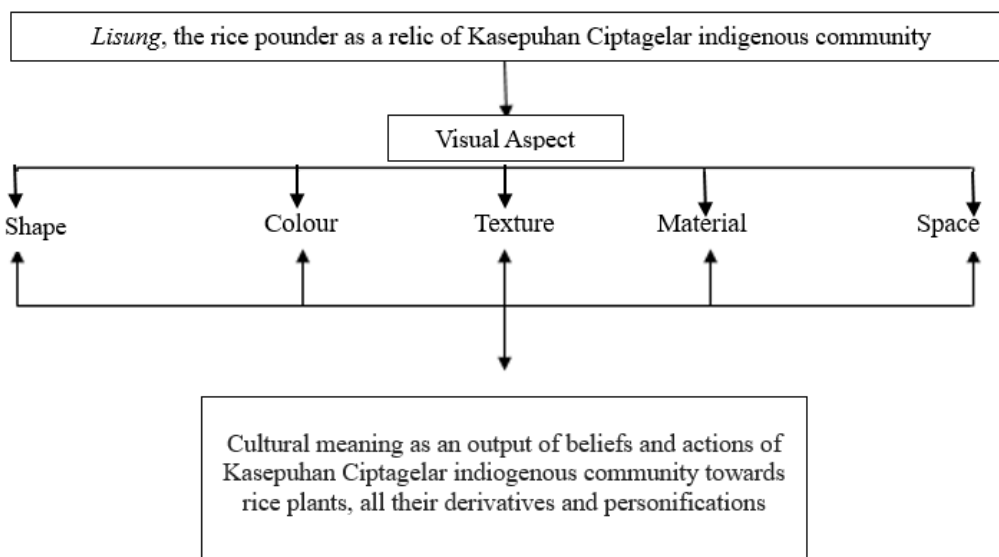 Lisung, the rice pounder as a relic of Kasepuhan Ciptagelar indigenous community
Visual Aspect
Shape Colour Texture Material Space
Cultural meaning as an output of beliefs and actions of
Kasepuhan Ciptagelar indiogenous community towards
rice plants, all their derivatives and personifications